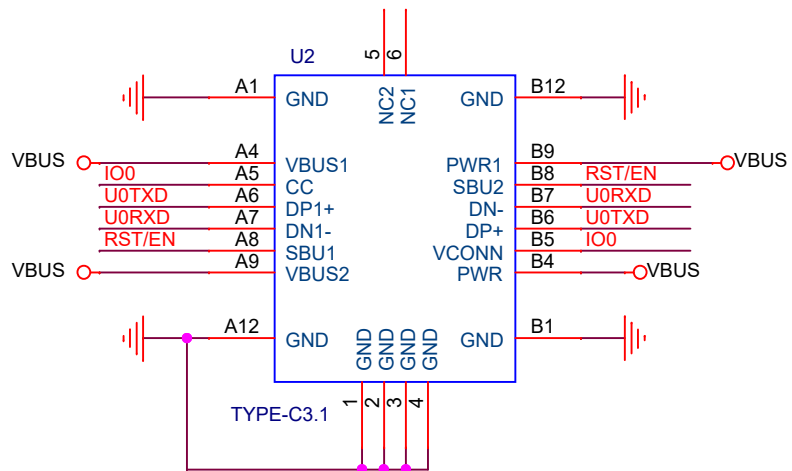 U2
5
6
A1
GND
NC2
NC1
GND
B12
VBUS
A4
VBUS1
PWR1
B9
VBUS
IO0
A5
CC
SBU2
B8
RST/EN
U0TXD
A6
DP1+
DN-
B7
U0RXD
U0RXD
A7
DN1-
DP+
B6
U0TXD
RST/EN
A8
SBU1
VCONN
B5
IO0
VBUS
A9
VBUS2
PWR
B4
VBUS
A12
GND
GND
GND
GND
GND
GND
B1
TYPE-C3.1
1
2
3
4